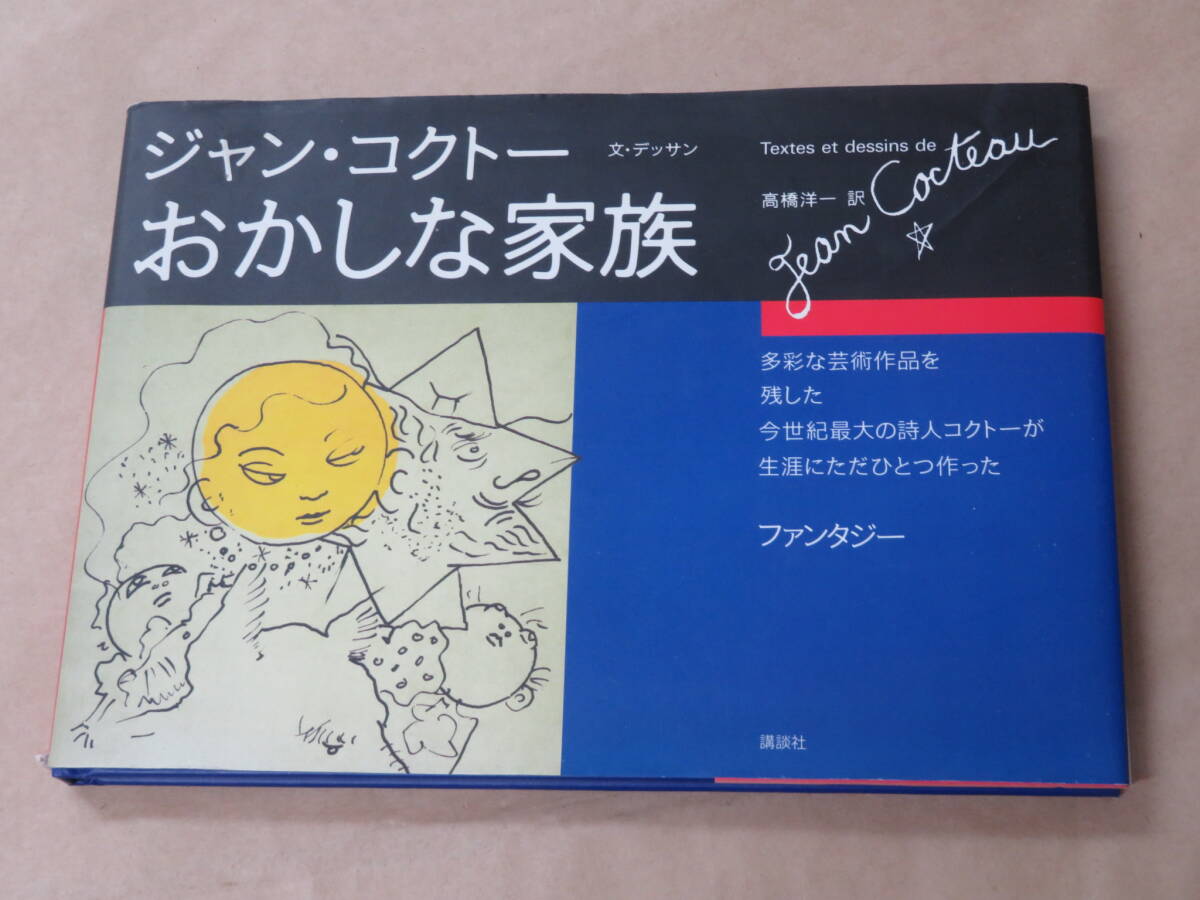 ジャン・コクトー 文・デッサン
おかしな家族
Textes et dessins de
Jean Cocteau
高橋洋一 訳
多彩な芸術作品を
残した
今世紀最大の詩人コクトーが
生涯にただひとつ作った
ファンタジー
講談社